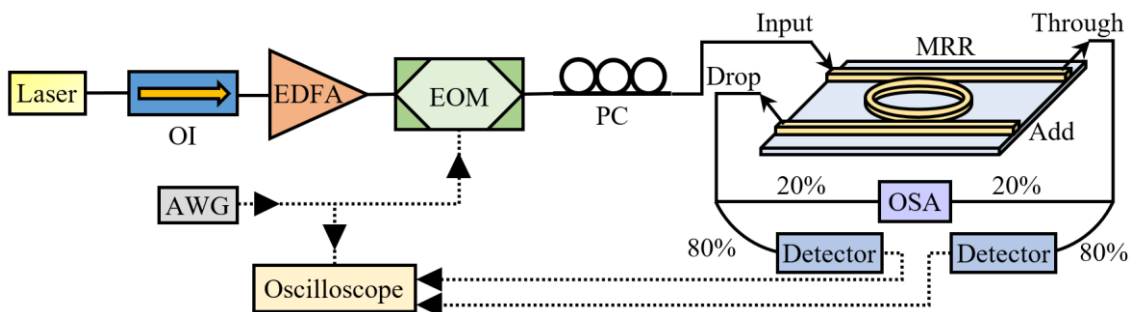 Input
Through
MRR
Drop
Laser
EDFA
EOM
OI
PC
Add
20%
20%
AWG
OSA
80%
80%
Detector
Detector
Oscilloscope